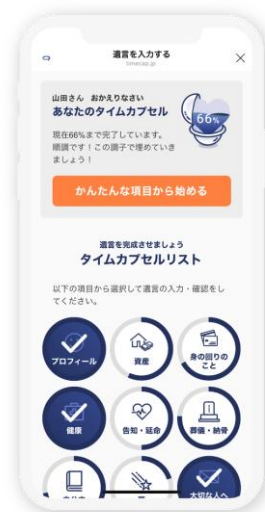 遺言を入力する
timecap.jp
山田さん おかえりなさい
あなたのタイムカプセル
66%
現在66%まで完了しています。
順調です！この調子で埋めていき
ましょう！
かんたんな項目から始める
遺言を完成させましょう
タイムカプセルリスト
以下の項目から選択して遺言の入力・確認をし
てください。
プロフィール
資産
身の回りの
こと
健康
告知・延命
葬儀・納骨
大切な人へ